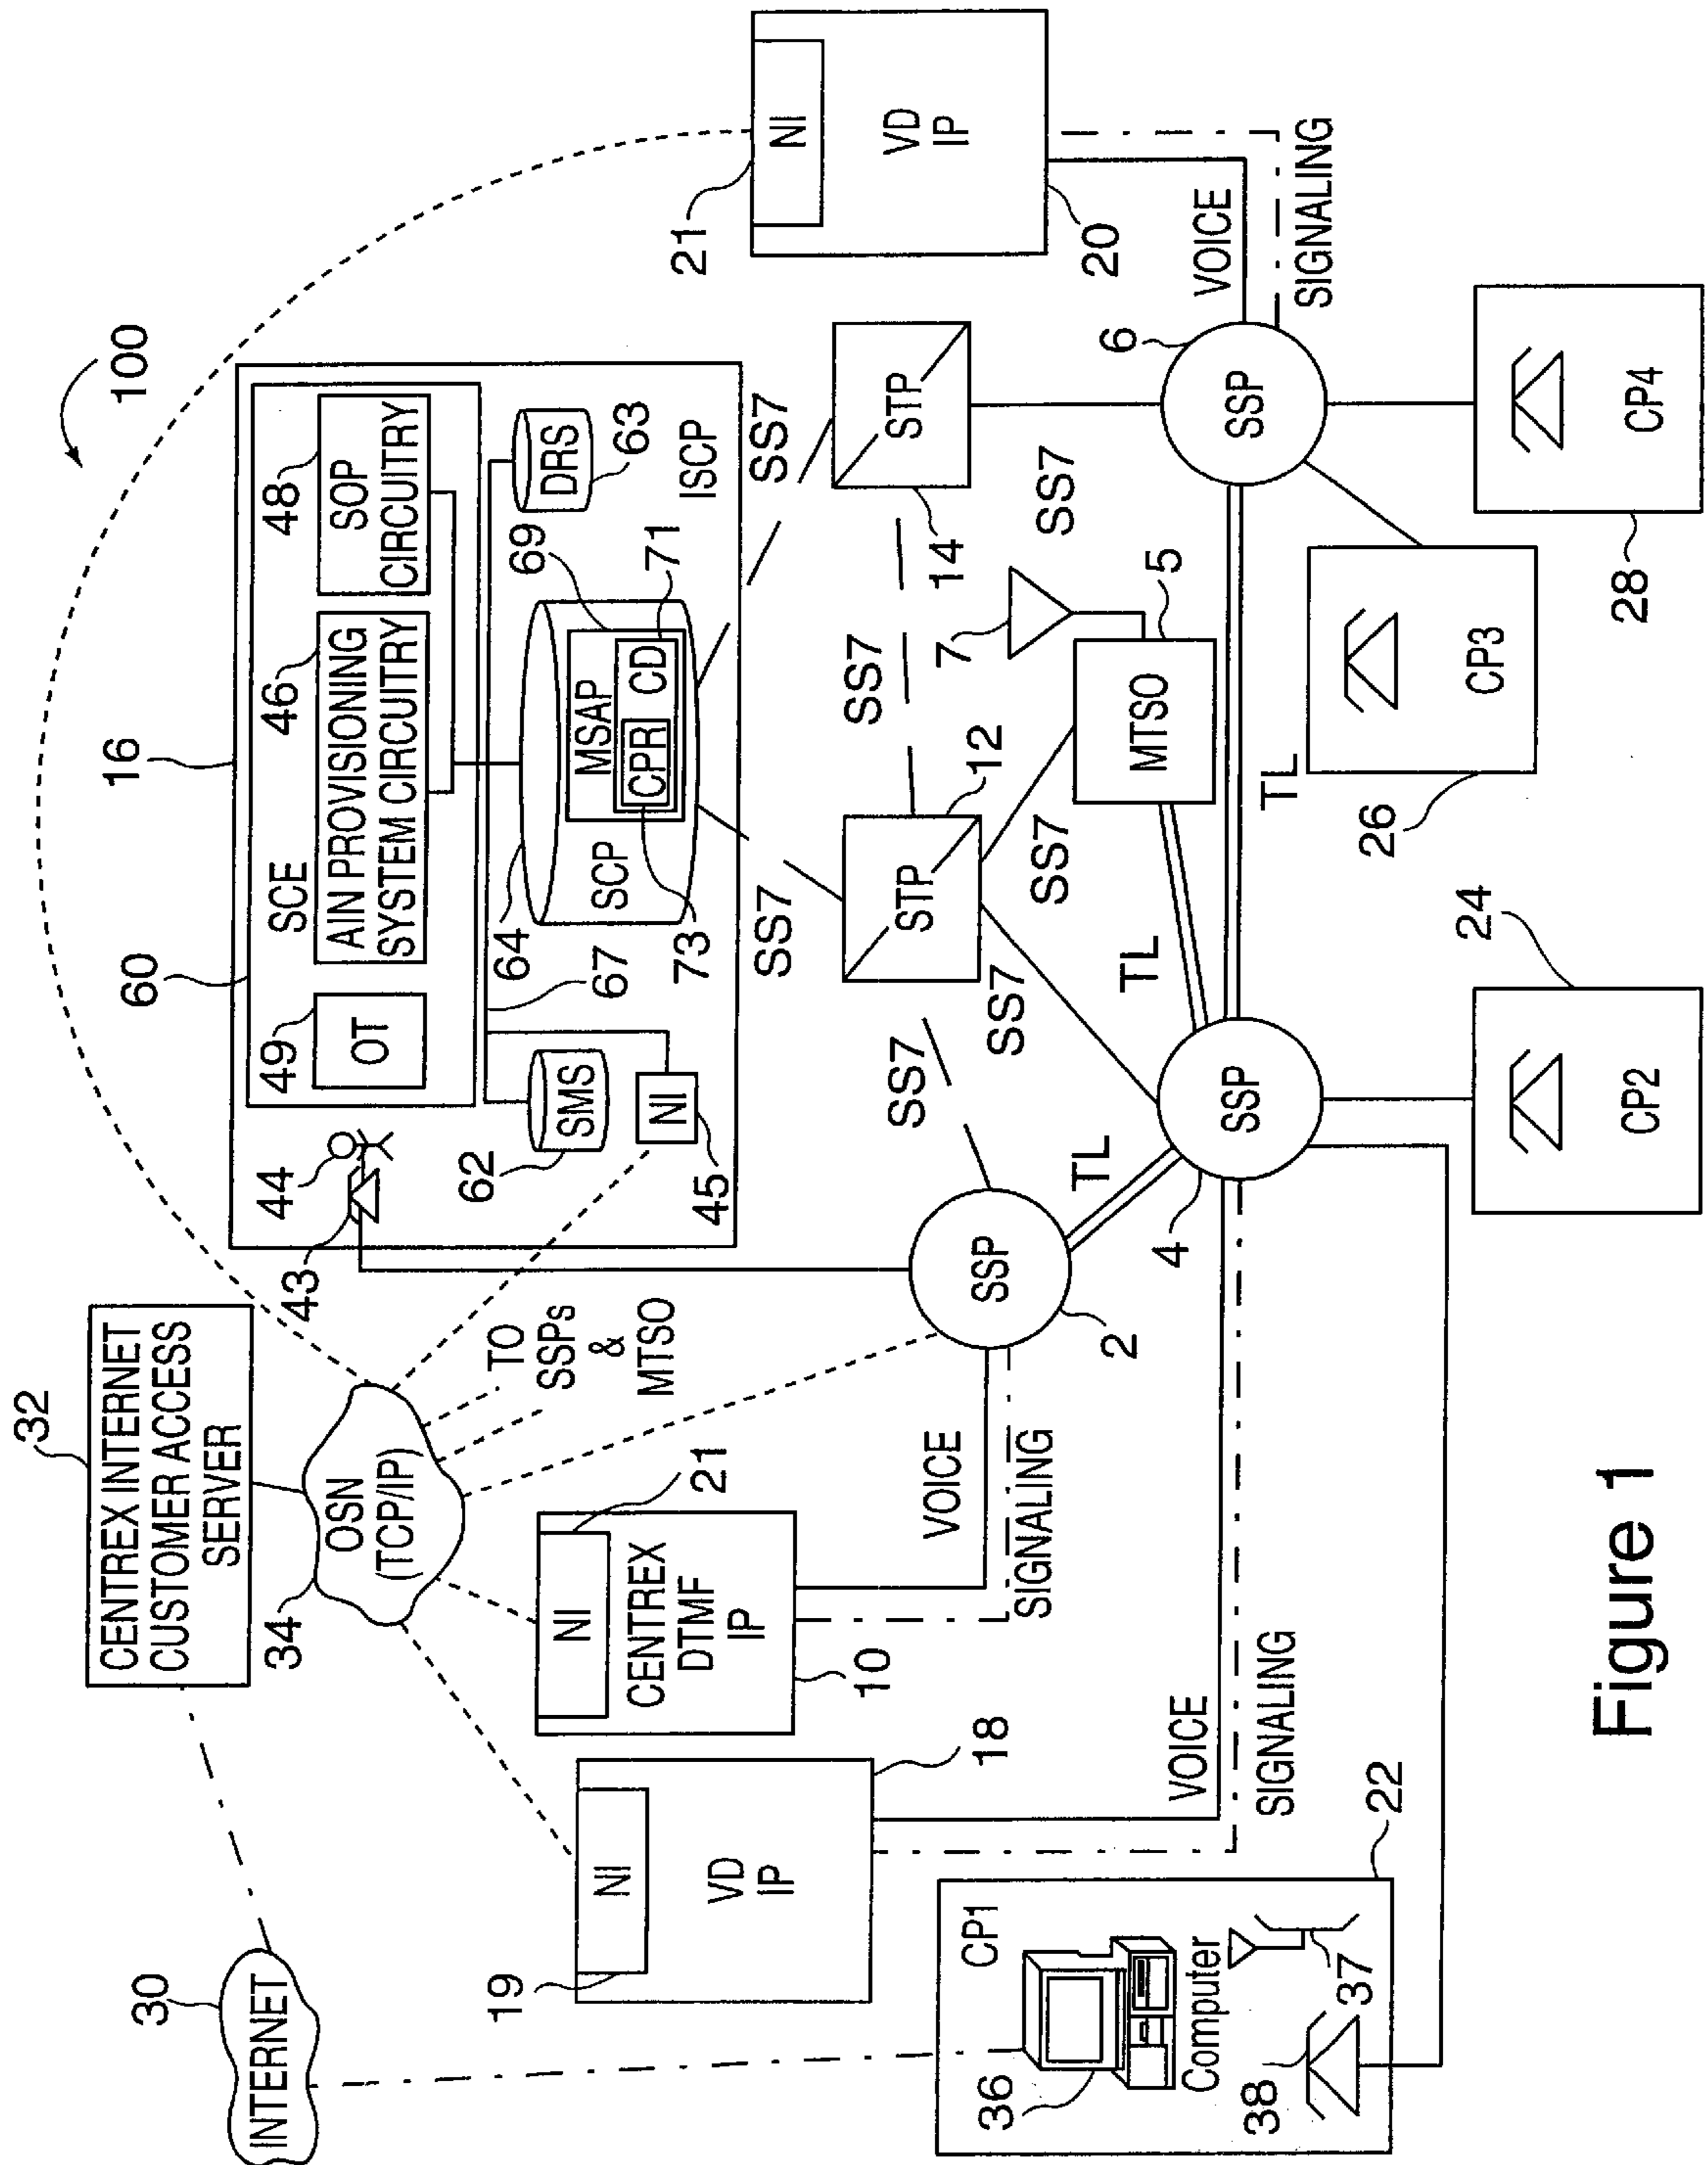 100
INTERNET
30
CENTREX INTERNET
CUSTOMER ACCESS
SERVER
32
OSN
(TCP/IP)
34
TO
SSPs
&
MTSO
16
60
SCE
49
OT
46
AIN PROVISIONING
SYSTEM CIRCUITRY
48
SOP
CIRCUITRY
44
43
62
SMS
NI
45
67
64
SCP
MSAP
CPR
CD
73
69
71
DRS
63
ISCP
NI
19
VD
IP
18
NI
21
CENTREX
DTMF
IP
10
VOICE
SIGNALING
SSP
2
SS7
SS7
SS7
STP
12
SS7
SS7
SS7
STP
14
SS7
21
NI
VD
IP
20
VOICE
SIGNALING
7
MTSO
5
TL
TL
TL
SSP
4
SSP
6
VOICE
SIGNALING
CP1
36
Computer
37
38
22
CP2
24
CP3
26
CP4
28
Figure 1